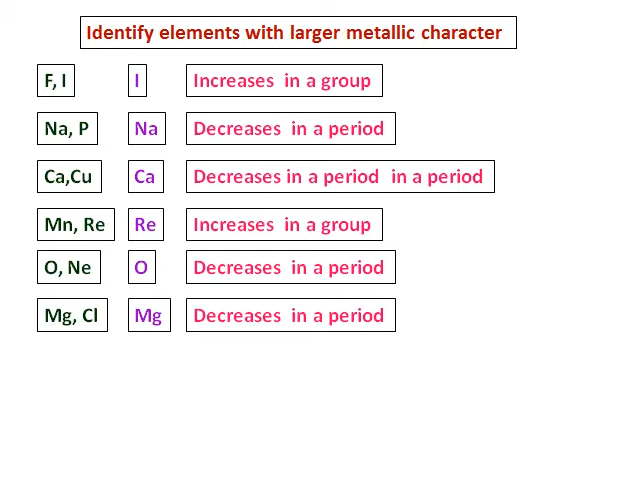 Identify elements with larger metallic character
F, I I Increases in a group
Na, P Na Decreases in a period
Ca,Cu Ca Decreases in a period in a period
Mn, Re Re Increases in a group
O, Ne O Decreases in a period
Mg, Cl Mg Decreases in a period